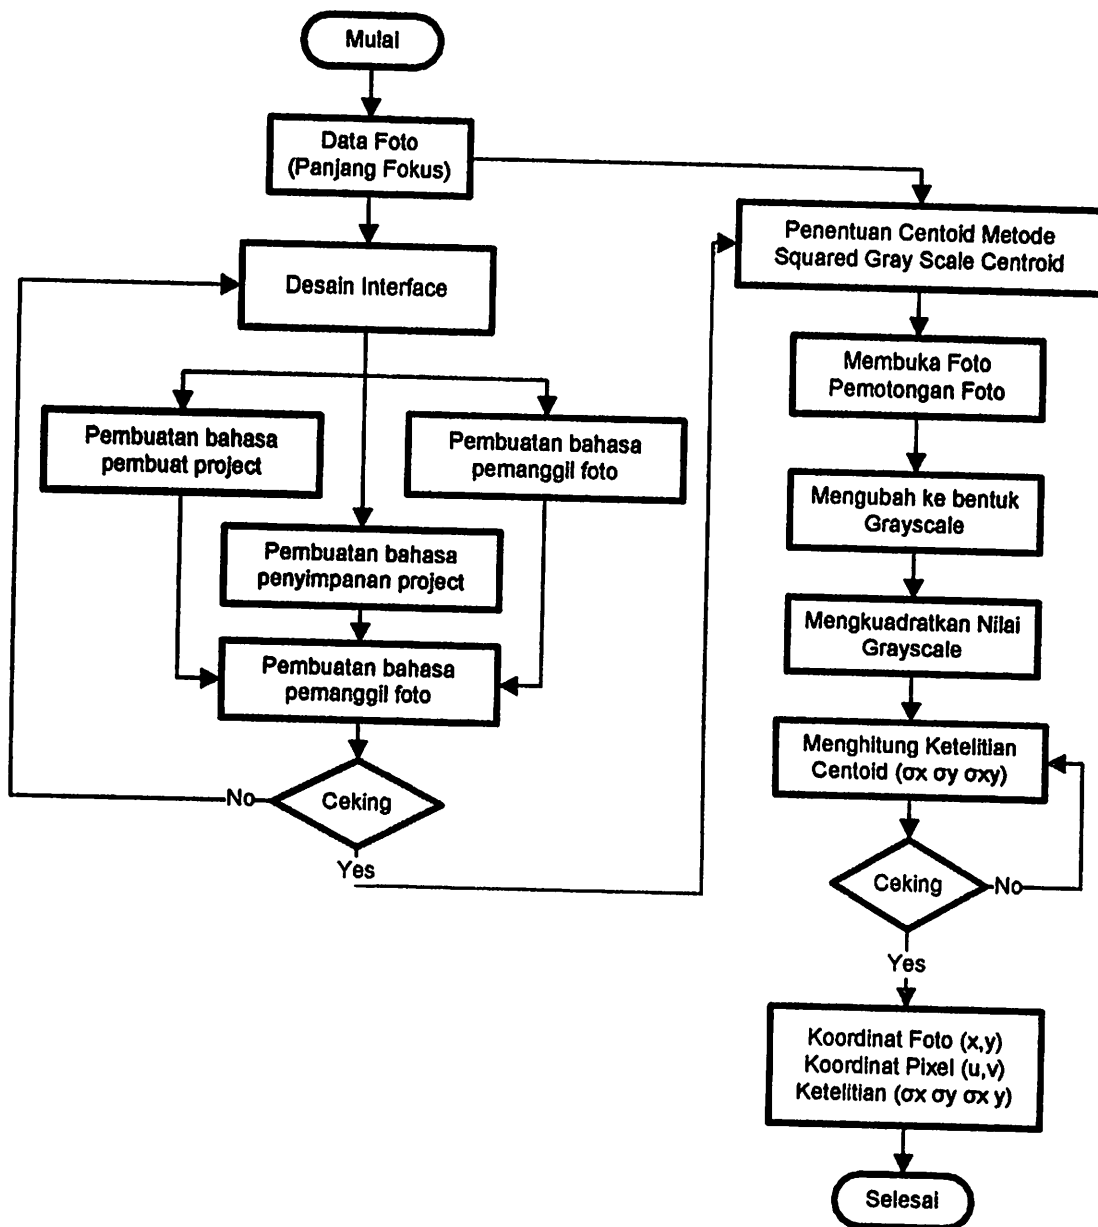 Mulai
Data Foto
(Panjang Fokus)
Desain Interface
Pembuatan bahasa
pembuat project
Pembuatan bahasa
pemanggil foto
Pembuatan bahasa
penyimpanan project
Pembuatan bahasa
pemanggil foto
No
Ceking
Yes
Penentuan Centoid Metode
Squared Gray Scale Centroid
Membuka Foto
Pemotongan Foto
Mengubah ke bentuk
Grayscale
Mengkuadratkan Nilai
Grayscale
Menghitung Ketelitian
Centoid (σx σy σxy)
Ceking
No
Yes
Koordinat Foto (x,y)
Koordinat Pixel (u,v)
Ketelitian (σx σy σx y)
Selesai